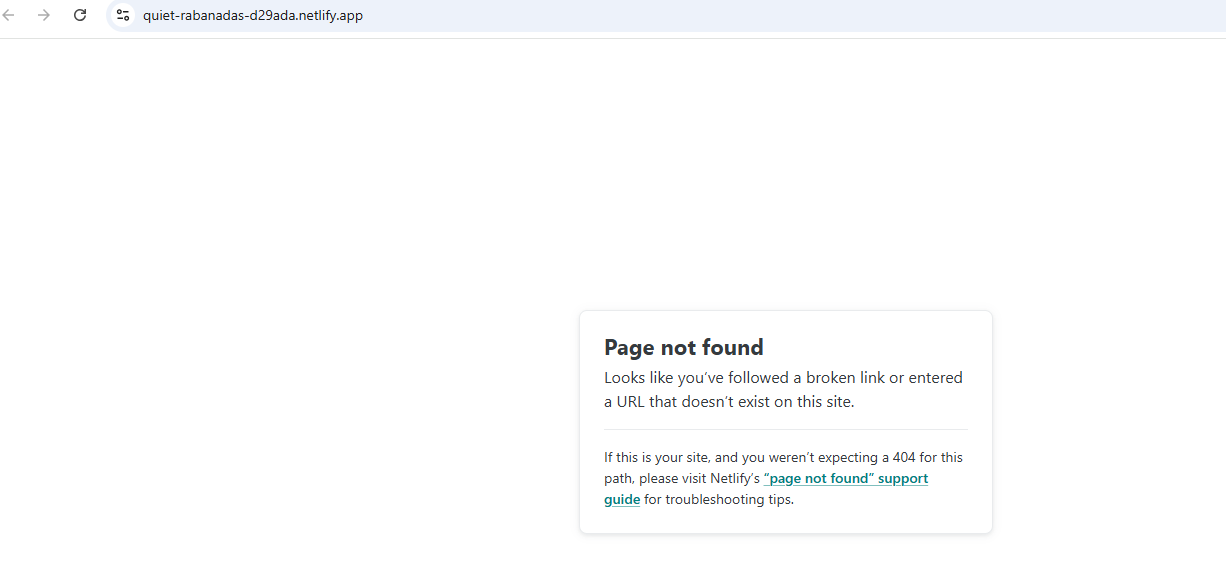 quiet-rabanadas-d29ada.netlify.app
Page not found
Looks like you’ve followed a broken link or entered
a URL that doesn’t exist on this site.
If this is your site, and you weren’t expecting a 404 for this
path, please visit Netlify’s “page not found” support
guide for troubleshooting tips.